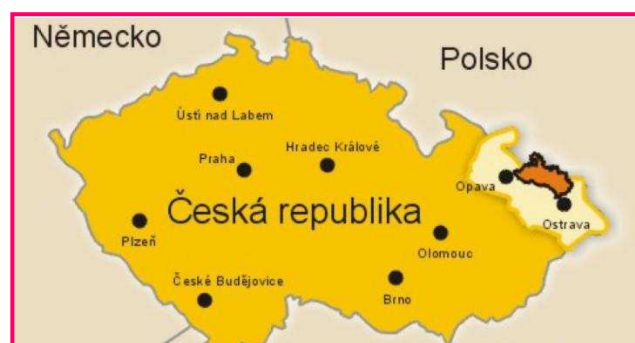 Německo
Polsko
Ústí nad Labem
Hradec Králové
Praha
Opava
Česká republika
Ostrava
Plzeň
Olomouc
České Budějovice
Brno